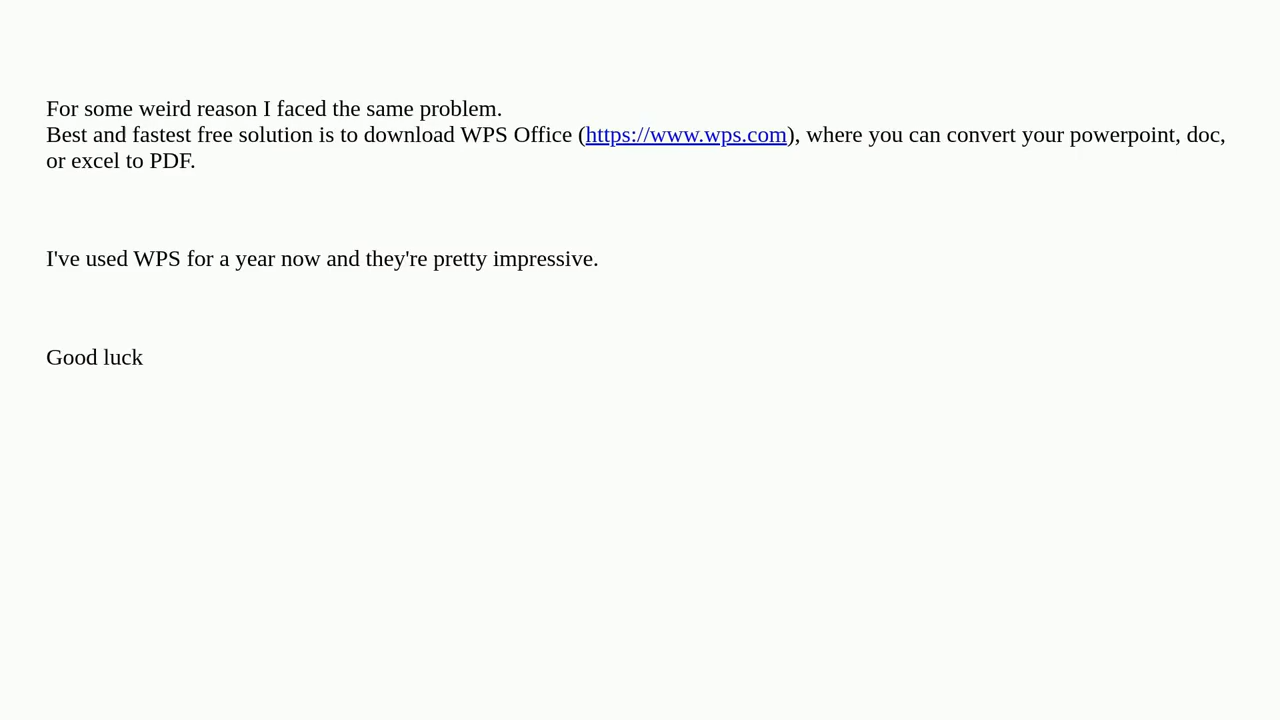 For some weird reason I faced the same problem.
Best and fastest free solution is to download WPS Office (https://www.wps.com), where you can convert your powerpoint, doc,
or excel to PDF.
I've used WPS for a year now and they're pretty impressive.
Good luck